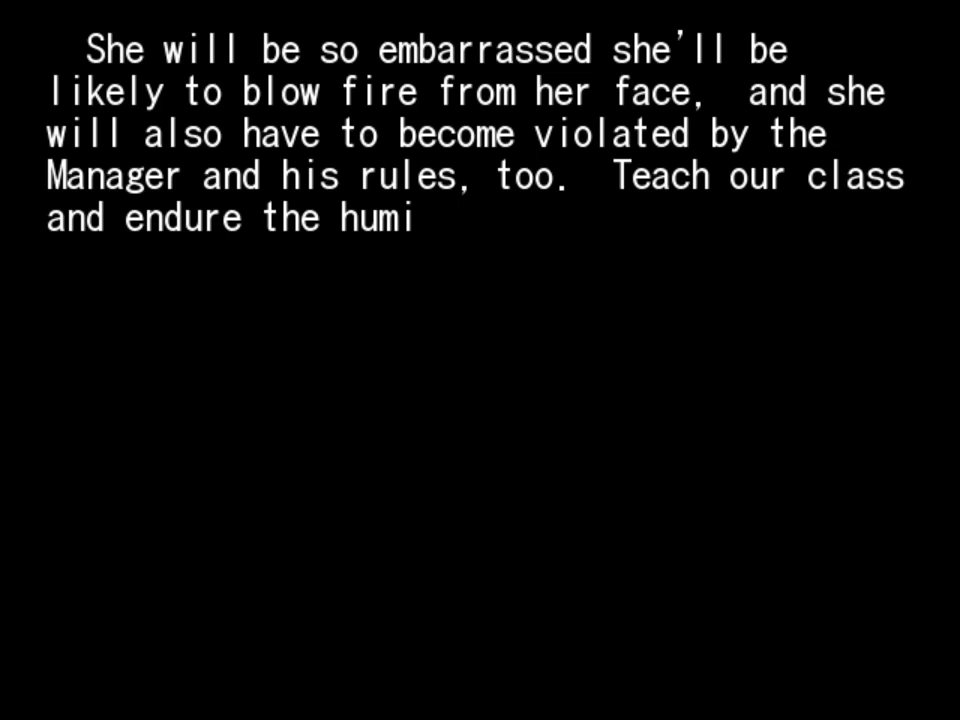 She will be so embarrassed she'll be
likely to blow fire from her face,  and she
will also have to become violated by the
Manager and his rules, too.  Teach our class
and endure the humi